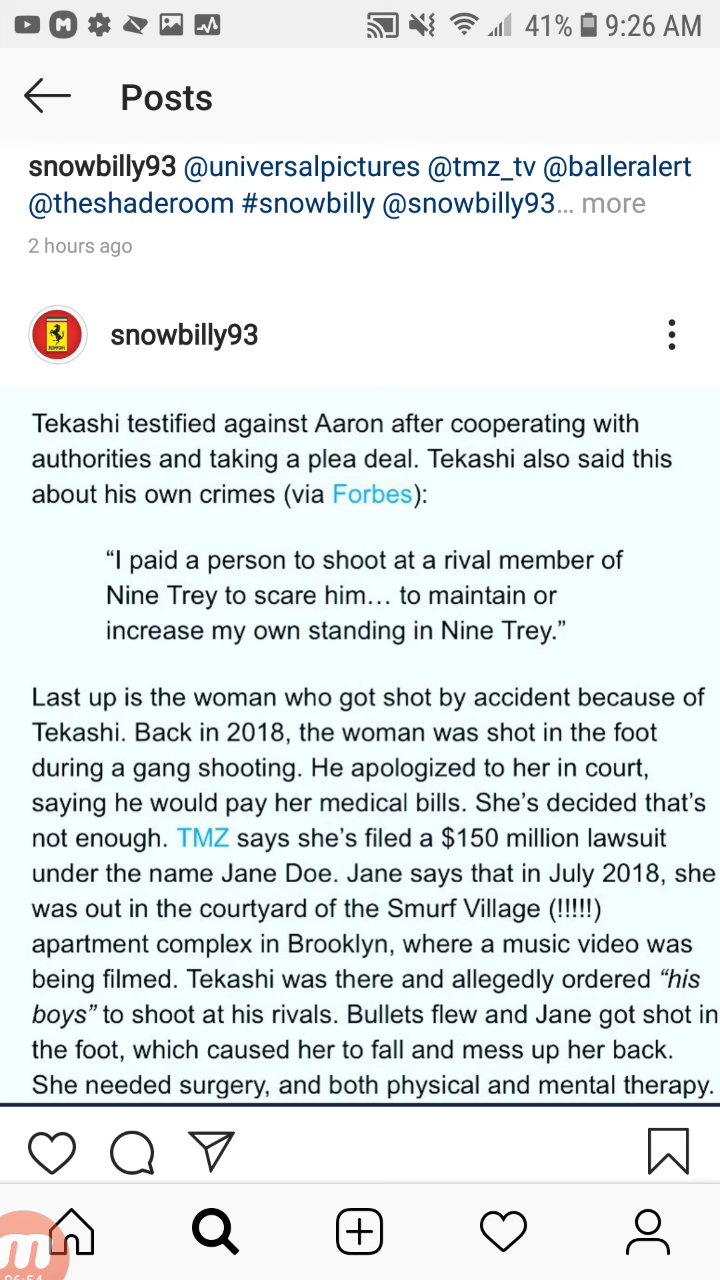 41% 9:26 AM
Posts
snowbilly93 @universalpictures @tmz_tv @balleralert
@theshaderoom #snowbilly @snowbilly93... more
2 hours ago
snowbilly93
Tekashi testified against Aaron after cooperating with
authorities and taking a plea deal. Tekashi also said this
about his own crimes (via Forbes):
“I paid a person to shoot at a rival member of
Nine Trey to scare him… to maintain or
increase my own standing in Nine Trey.”
Last up is the woman who got shot by accident because of
Tekashi. Back in 2018, the woman was shot in the foot
during a gang shooting. He apologized to her in court,
saying he would pay her medical bills. She’s decided that’s
not enough. TMZ says she’s filed a $150 million lawsuit
under the name Jane Doe. Jane says that in July 2018, she
was out in the courtyard of the Smurf Village (!!!!!)
apartment complex in Brooklyn, where a music video was
being filmed. Tekashi was there and allegedly ordered “his
boys” to shoot at his rivals. Bullets flew and Jane got shot in
the foot, which caused her to fall and mess up her back.
She needed surgery, and both physical and mental therapy.